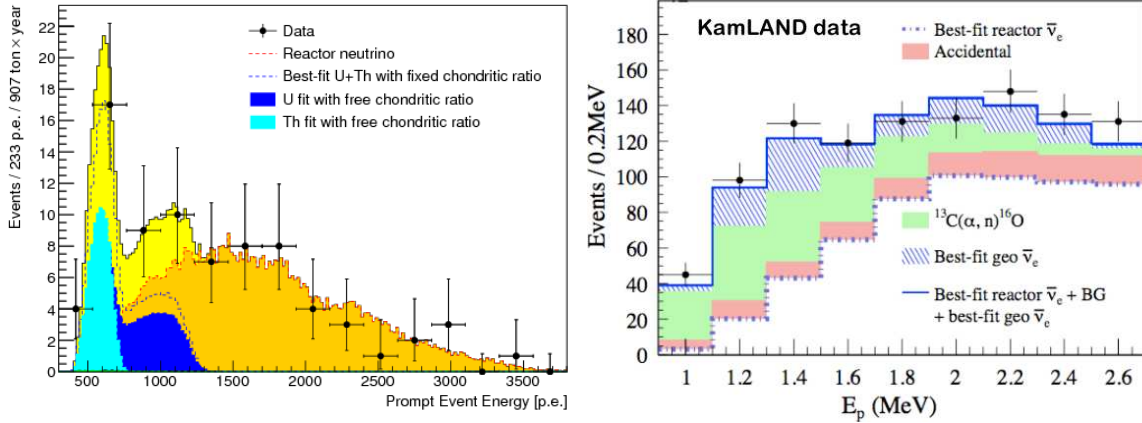 Events / 233 p.e. / 907 ton × year
22
20
18
16
14
12
10
8
6
4
2
0
500
1000
1500
2000
2500
3000
3500
Prompt Event Energy [p.e.]
Data
Reactor neutrino
Best-fit U+Th with fixed chondritic ratio
U fit with free chondritic ratio
Th fit with free chondritic ratio
KamLAND data
Events / 0.2MeV
180
160
140
120
100
80
60
40
20
0
1
1.2
1.4
1.6
1.8
2
2.2
2.4
2.6
E_p (MeV)
Best-fit reactor ν̅_e
Accidental
¹³C(α, n)¹⁶O
Best-fit geo ν̅_e
Best-fit reactor ν̅_e + BG
+ best-fit geo ν̅_e